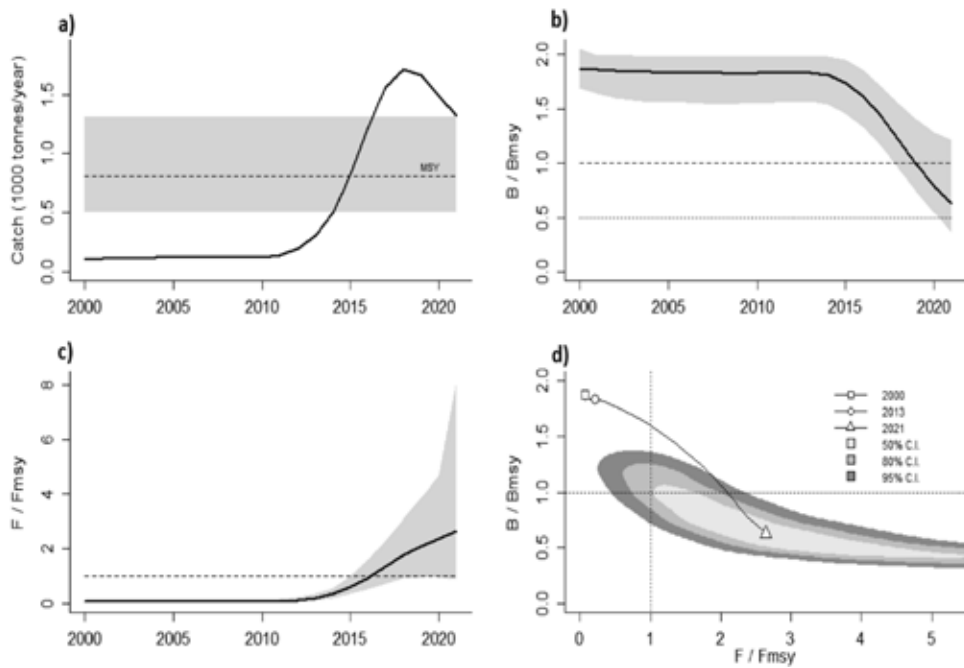 a)
Catch (1000 tonnes/year)
0.0 0.5 1.0 1.5
MSY
2000 2005 2010 2015 2020
b)
B / Bmsy
0.0 0.5 1.0 1.5 2.0
2000 2005 2010 2015 2020
c)
F / Fmsy
0 2 4 6 8
2000 2005 2010 2015 2020
d)
B / Bmsy
0.0 0.5 1.0 1.5 2.0
2000
2013
2021
50% C.I.
80% C.I.
95% C.I.
0 1 2 3 4 5
F / Fmsy